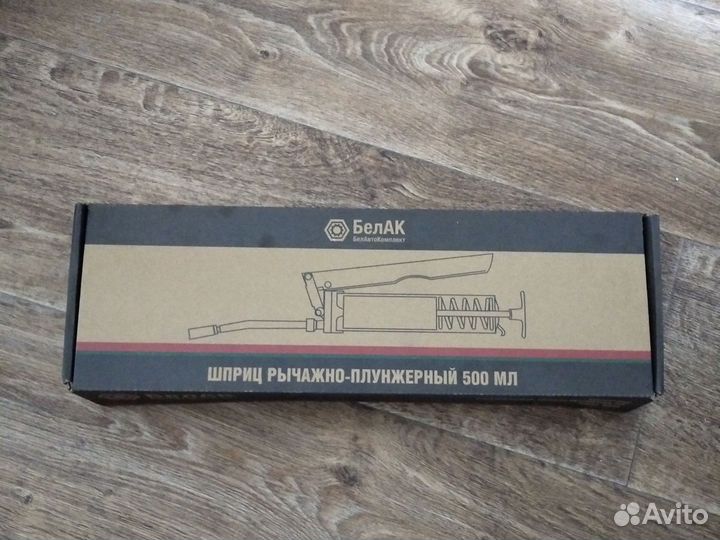 БелАК
БелАвтоКомплект
ШПРИЦ РЫЧАЖНО-ПЛУНЖЕРНЫЙ 500 МЛ
Avito